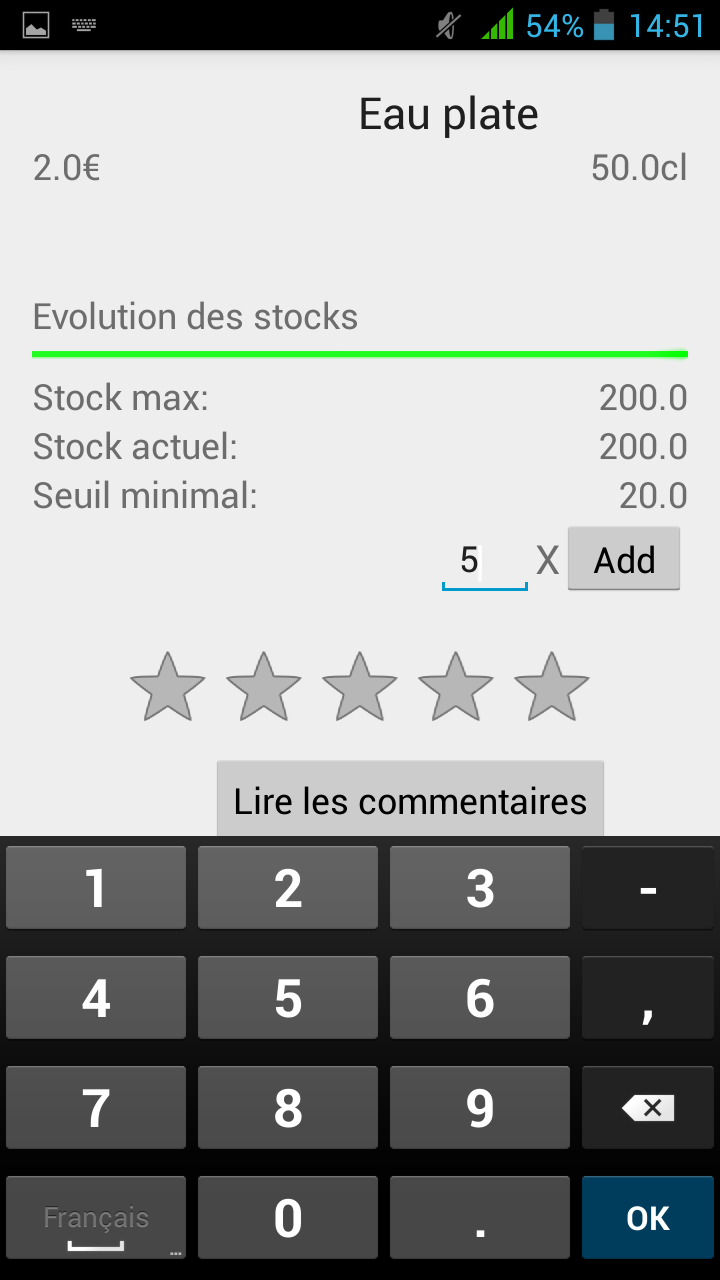 54% 14:51
Eau plate
2.0€ 50.0cl
Evolution des stocks
Stock max: 200.0
Stock actuel: 200.0
Seuil minimal: 20.0
5 X Add
Lire les commentaires
1 2 3 -
4 5 6 ,
7 8 9
Français 0 . OK